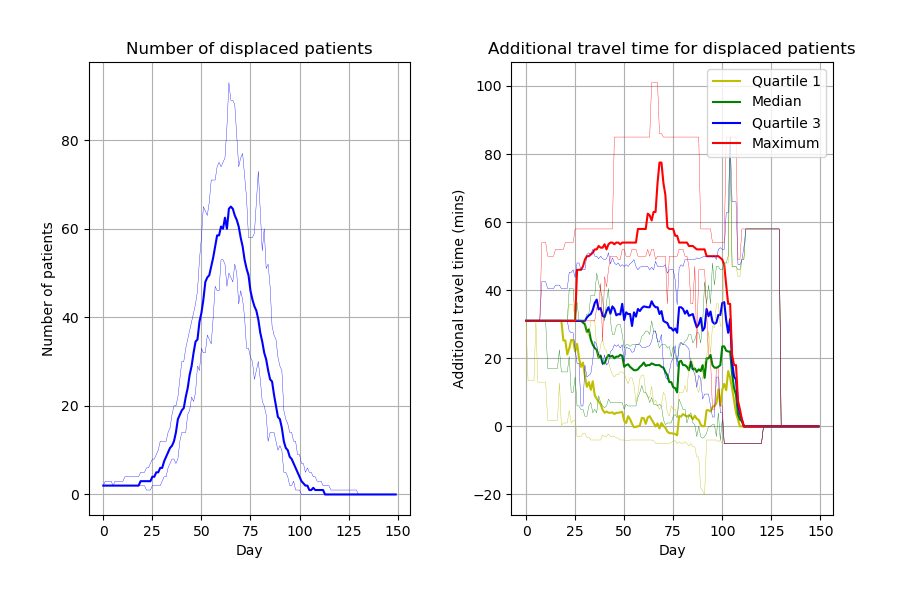 Number of displaced patients
Number of patients
80
60
40
20
0
0 25 50 75 100 125 150
Day
Additional travel time for displaced patients
Additional travel time (mins)
100
80
60
40
20
0
−20
0 25 50 75 100 125 150
Day
Quartile 1
Median
Quartile 3
Maximum